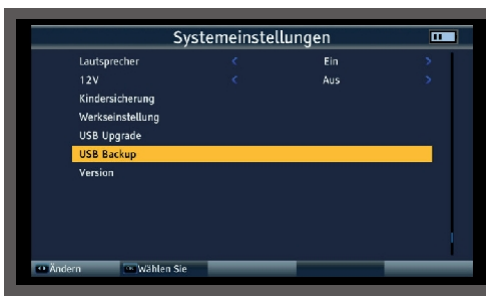 Systemeinstellungen
Lautsprecher Ein
12V Aus
Kindersicherung
Werkseinstellung
USB Upgrade
USB Backup
Version
Ändern Wählen Sie